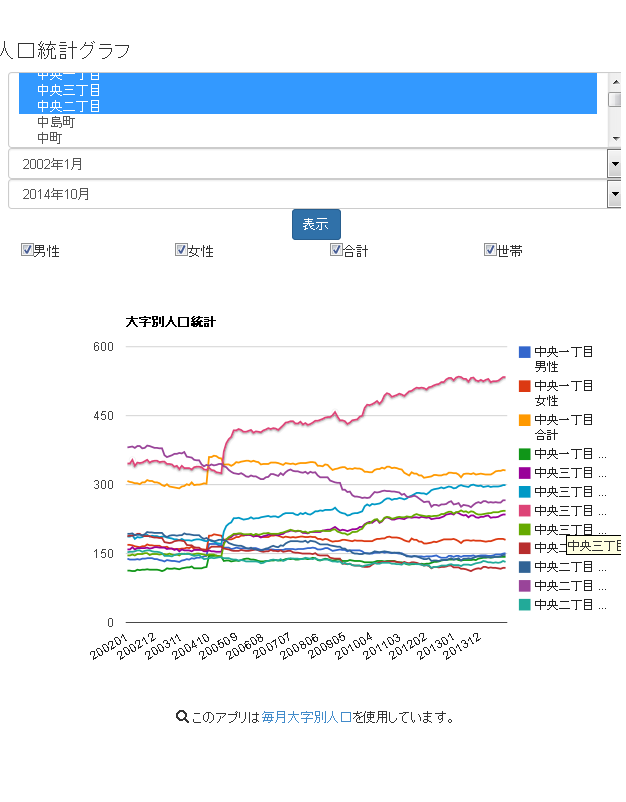 人口統計グラフ
中央一丁目
中央三丁目
中央二丁目
中島町
中町
2002年1月
2014年10月
表示
男性
女性
合計
世帯
大字別人口統計
600
450
300
150
0
中央一丁目
男性
中央一丁目
女性
中央一丁目
合計
中央一丁目 ...
中央三丁目 ...
中央三丁目 ...
中央三丁目 ...
中央三丁目 ...
中央二
中央三丁目
中央二丁目 ...
中央二丁目 ...
中央二丁目 ...
200201
200212
200311
200410
200509
200608
200707
200806
200905
201004
201103
201202
201301
201312
このアプリは毎月大字別人口を使用しています。